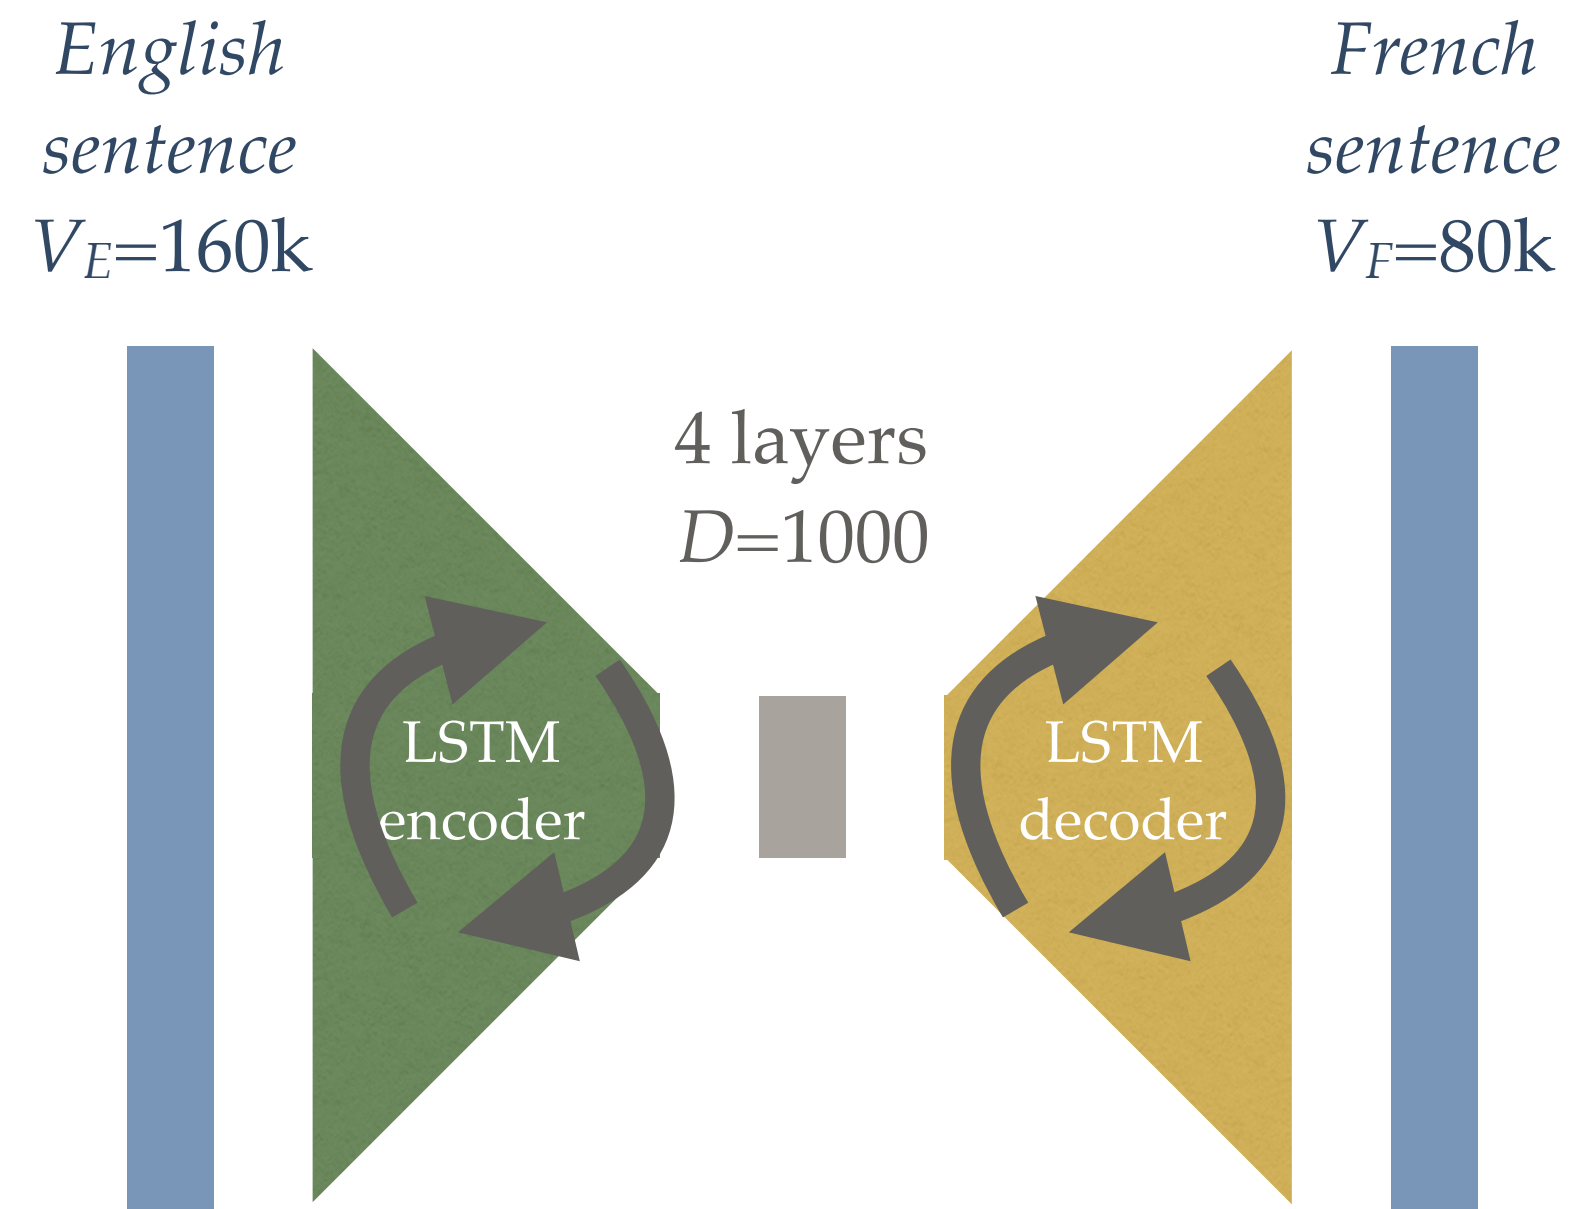 English
sentence
V_E=160k
French
sentence
V_F=80k
4 layers
D=1000
LSTM
encoder
LSTM
decoder